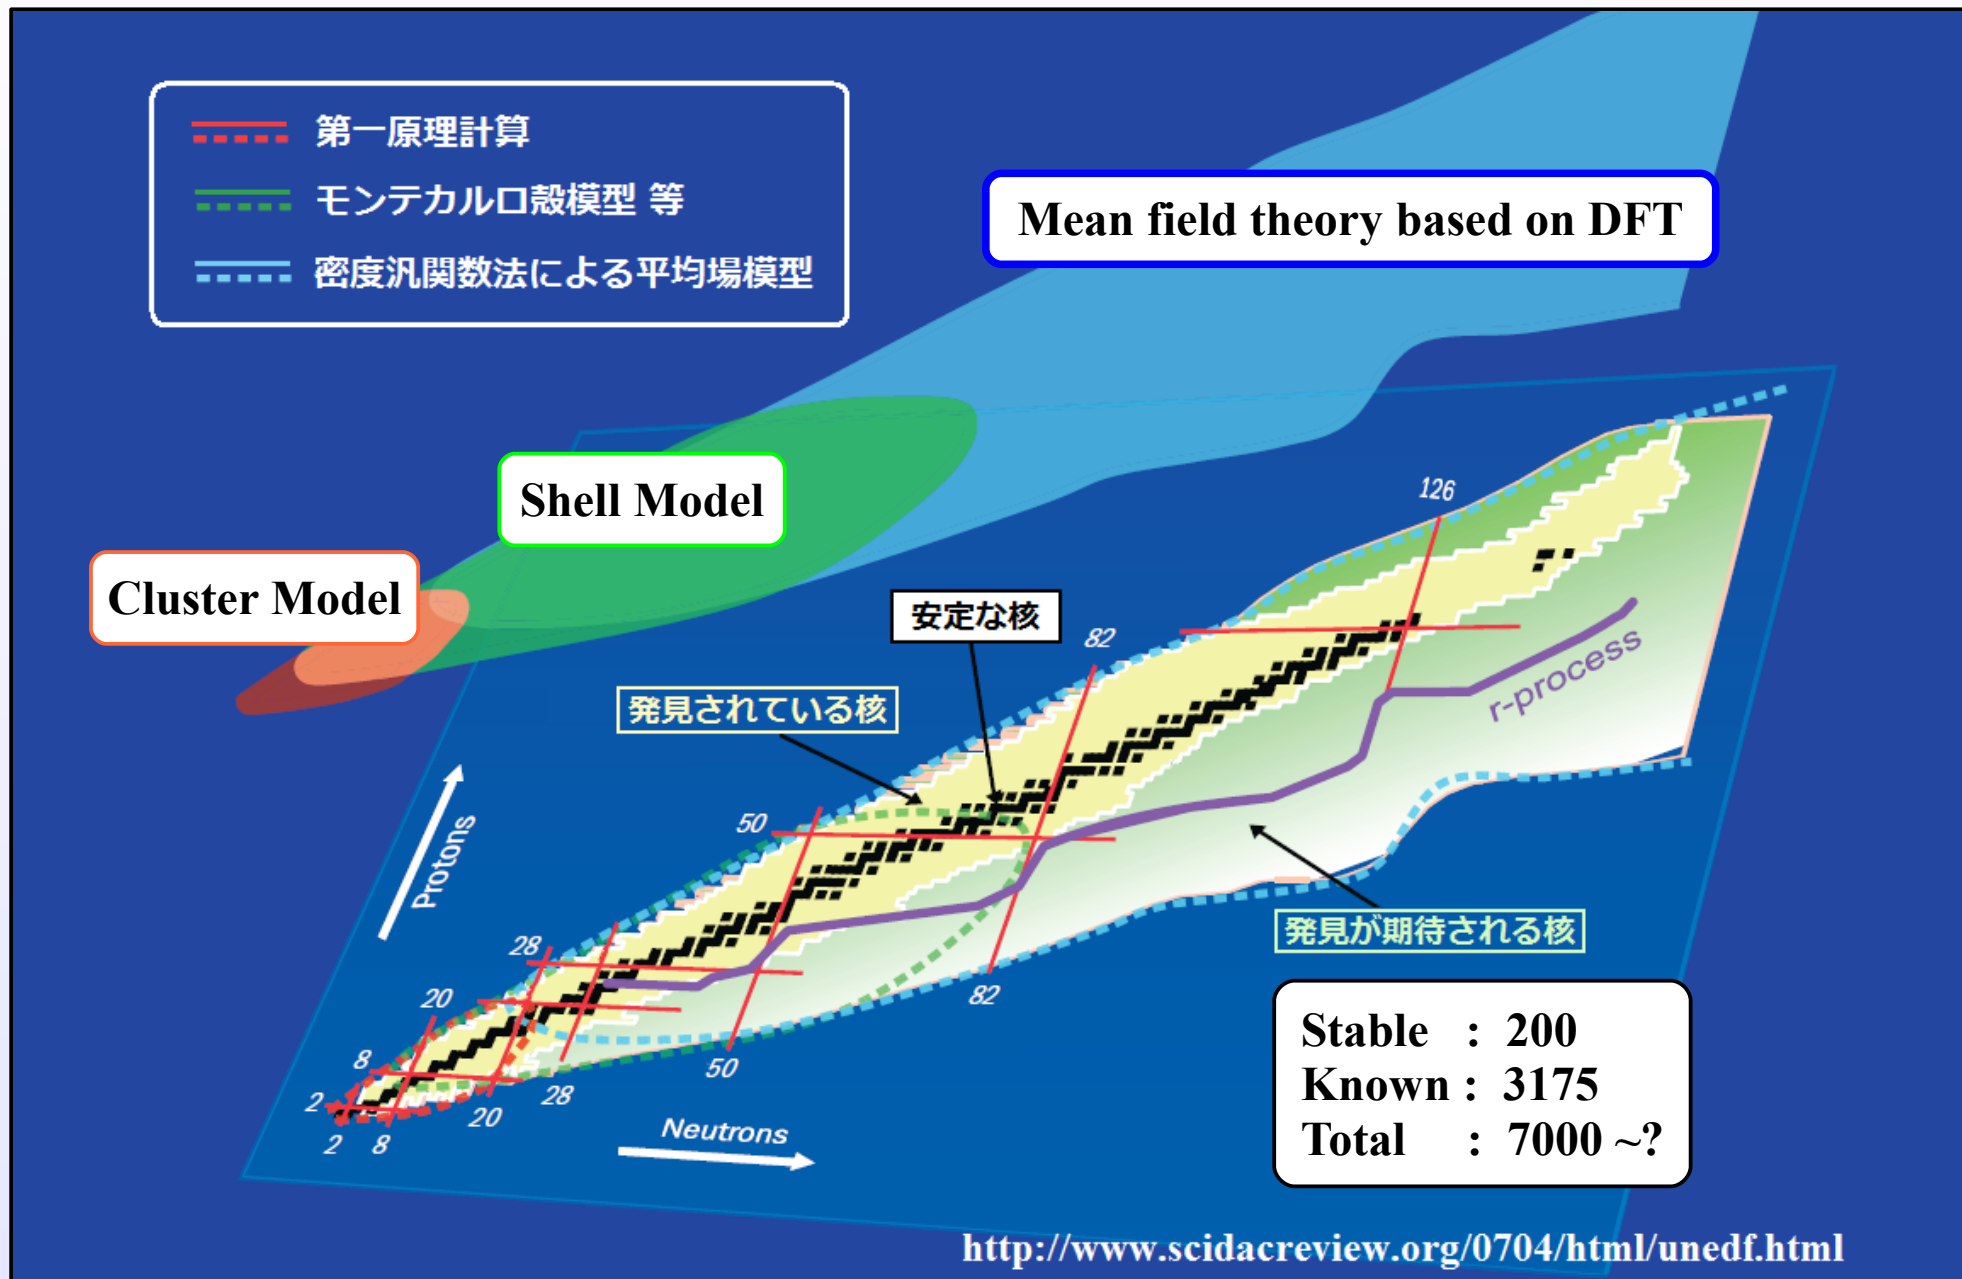 第一原理計算
モンテカルロ殻模型 等
密度汎関数法による平均場模型
Mean field theory based on DFT
Shell Model
Cluster Model
126
安定な核
82
発見されている核
r-process
50
Protons
発見が期待される核
28
82
20
50
8
28
20
2
2
8
Neutrons
Stable : 200
Known : 3175
Total : 7000 ~?
http://www.scidacreview.org/0704/html/unedf.html